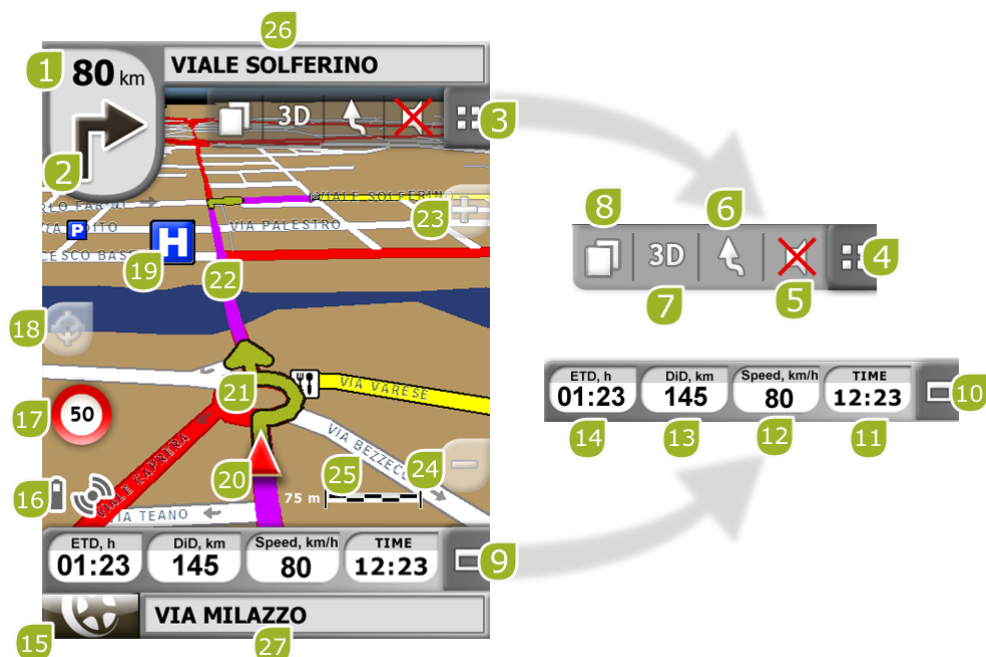 26
1
80 km
VIALE SOLFERINO
3D
3
2
VIALE SOLFERINO
23
P
VIA PALESTRO
H
19
22
18
21
VIA VARESE
17
50
VIA BEZZECC
20
25
24
75 m
16
VIALE CAPRERA
VIA TEANO
ETD, h
01:23
DiD, km
145
Speed, km/h
80
TIME
12:23
9
15
VIA MILAZZO
27
8
6
3D
4
7
5
ETD, h
01:23
DiD, km
145
Speed, km/h
80
TIME
12:23
10
14
13
12
11